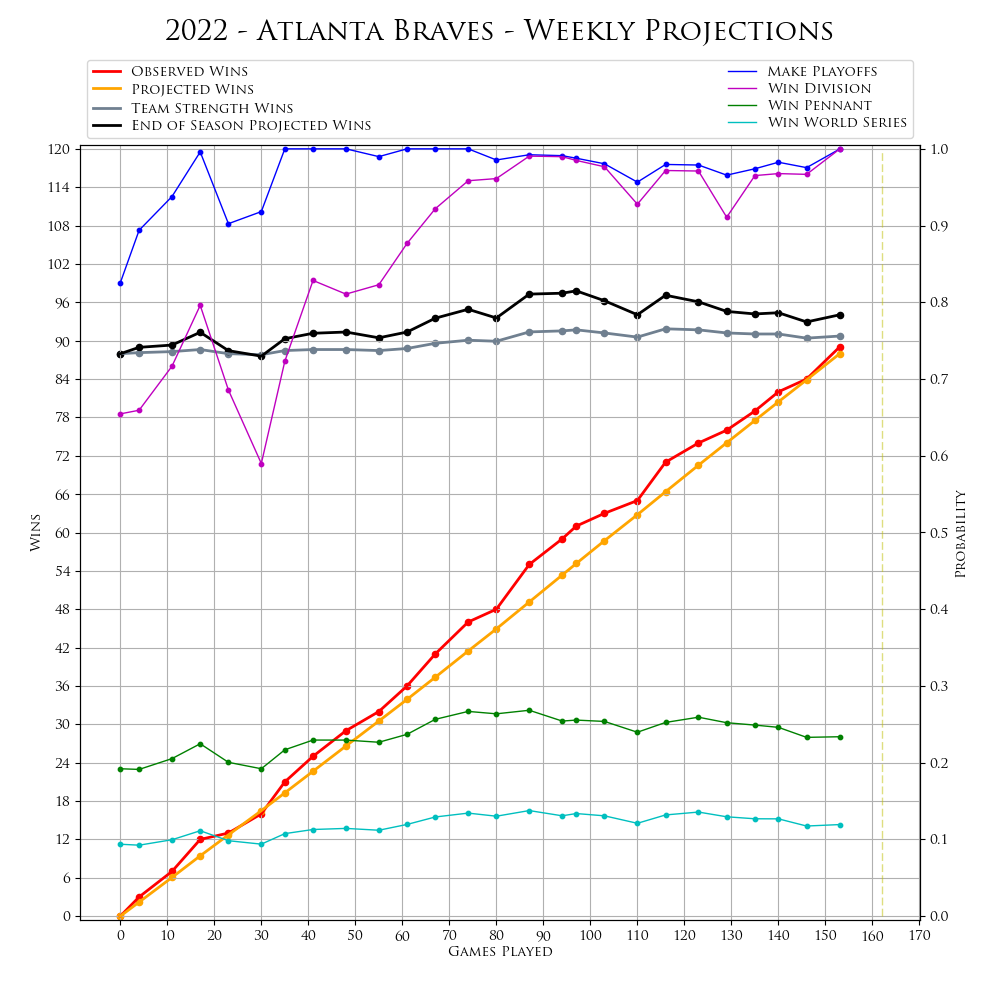 2022 - Atlanta Braves - Weekly Projections
Observed Wins
Projected Wins
Team Strength Wins
End of Season Projected Wins
Make Playoffs
Win Division
Win Pennant
Win World Series
120
114
108
102
96
90
84
78
72
66
60
54
48
42
36
30
24
18
12
6
0
Wins
1.0
0.9
0.8
0.7
0.6
0.5
0.4
0.3
0.2
0.1
0.0
Probability
0 10 20 30 40 50 60 70 80 90 100 110 120 130 140 150 160 170
Games Played